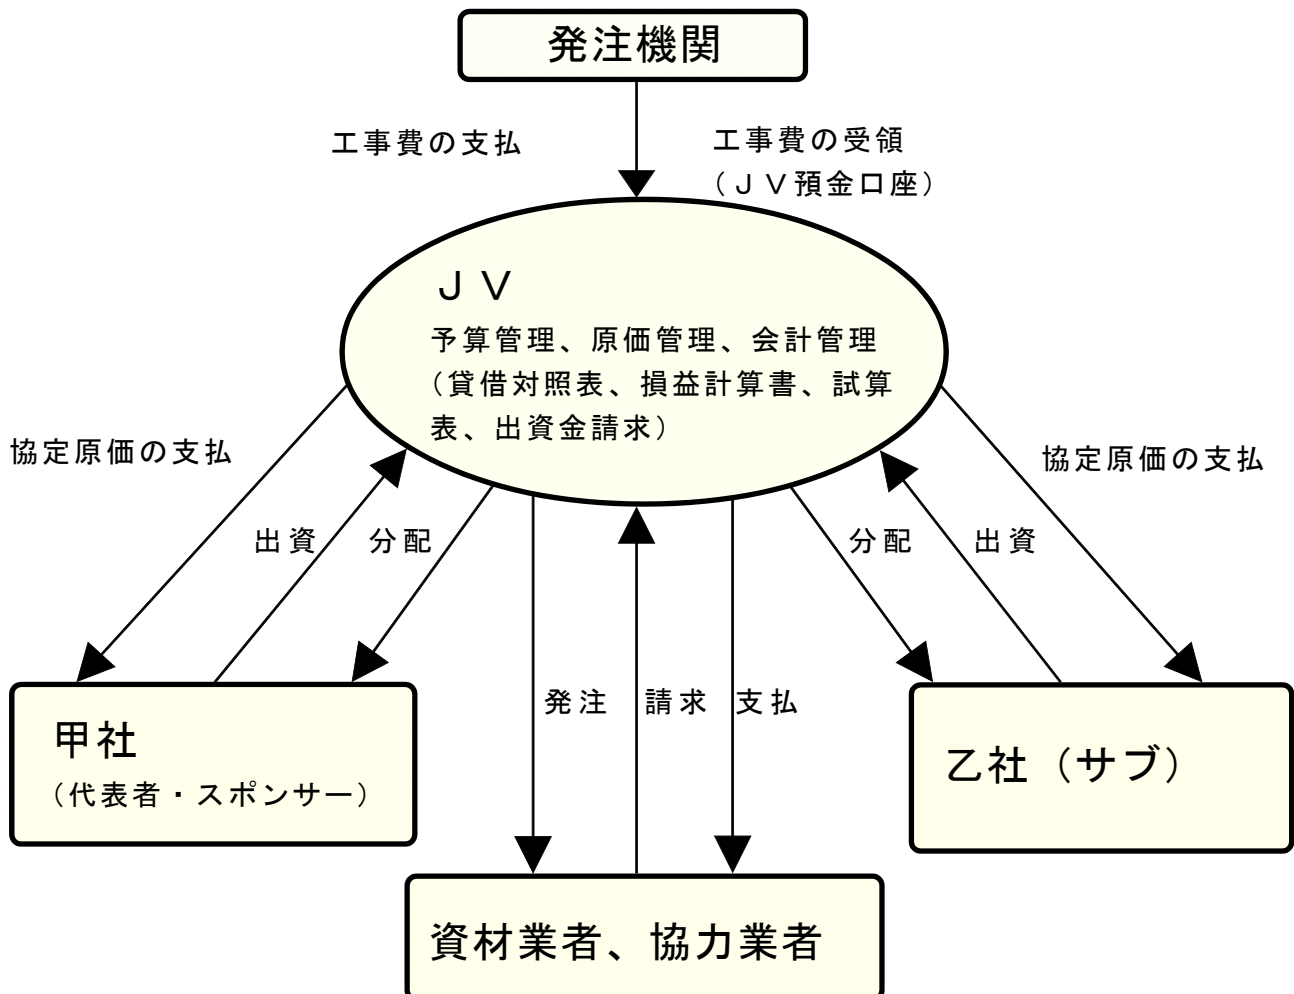 発注機関
工事費の支払
工事費の受領
（ＪＶ預金口座）
ＪＶ
予算管理、原価管理、会計管理
（貸借対照表、損益計算書、試算
表、出資金請求）
協定原価の支払
協定原価の支払
出資
分配
分配
出資
発注
請求
支払
甲社
（代表者・スポンサー）
乙社（サブ）
資材業者、協力業者